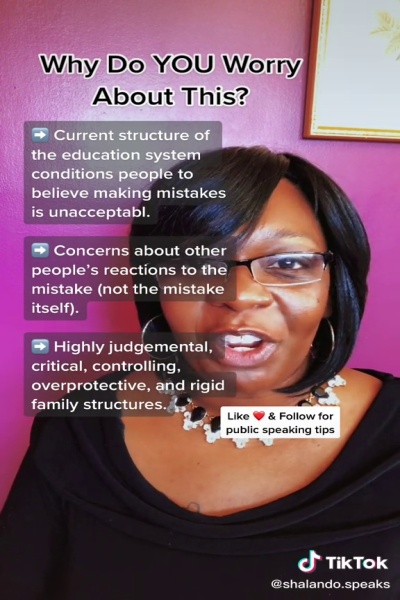 Why Do YOU Worry
About This?
➡️ Current structure of
the education system
conditions people to
believe making mistakes
is unacceptabl.
➡️ Concerns about other
people's reactions to the
mistake (not the mistake
itself).
➡️ Highly judgemental,
critical, controlling,
overprotective, and rigid
family structures.
Like ❤️ & Follow for
public speaking tips
TikTok
@shalando.speaks